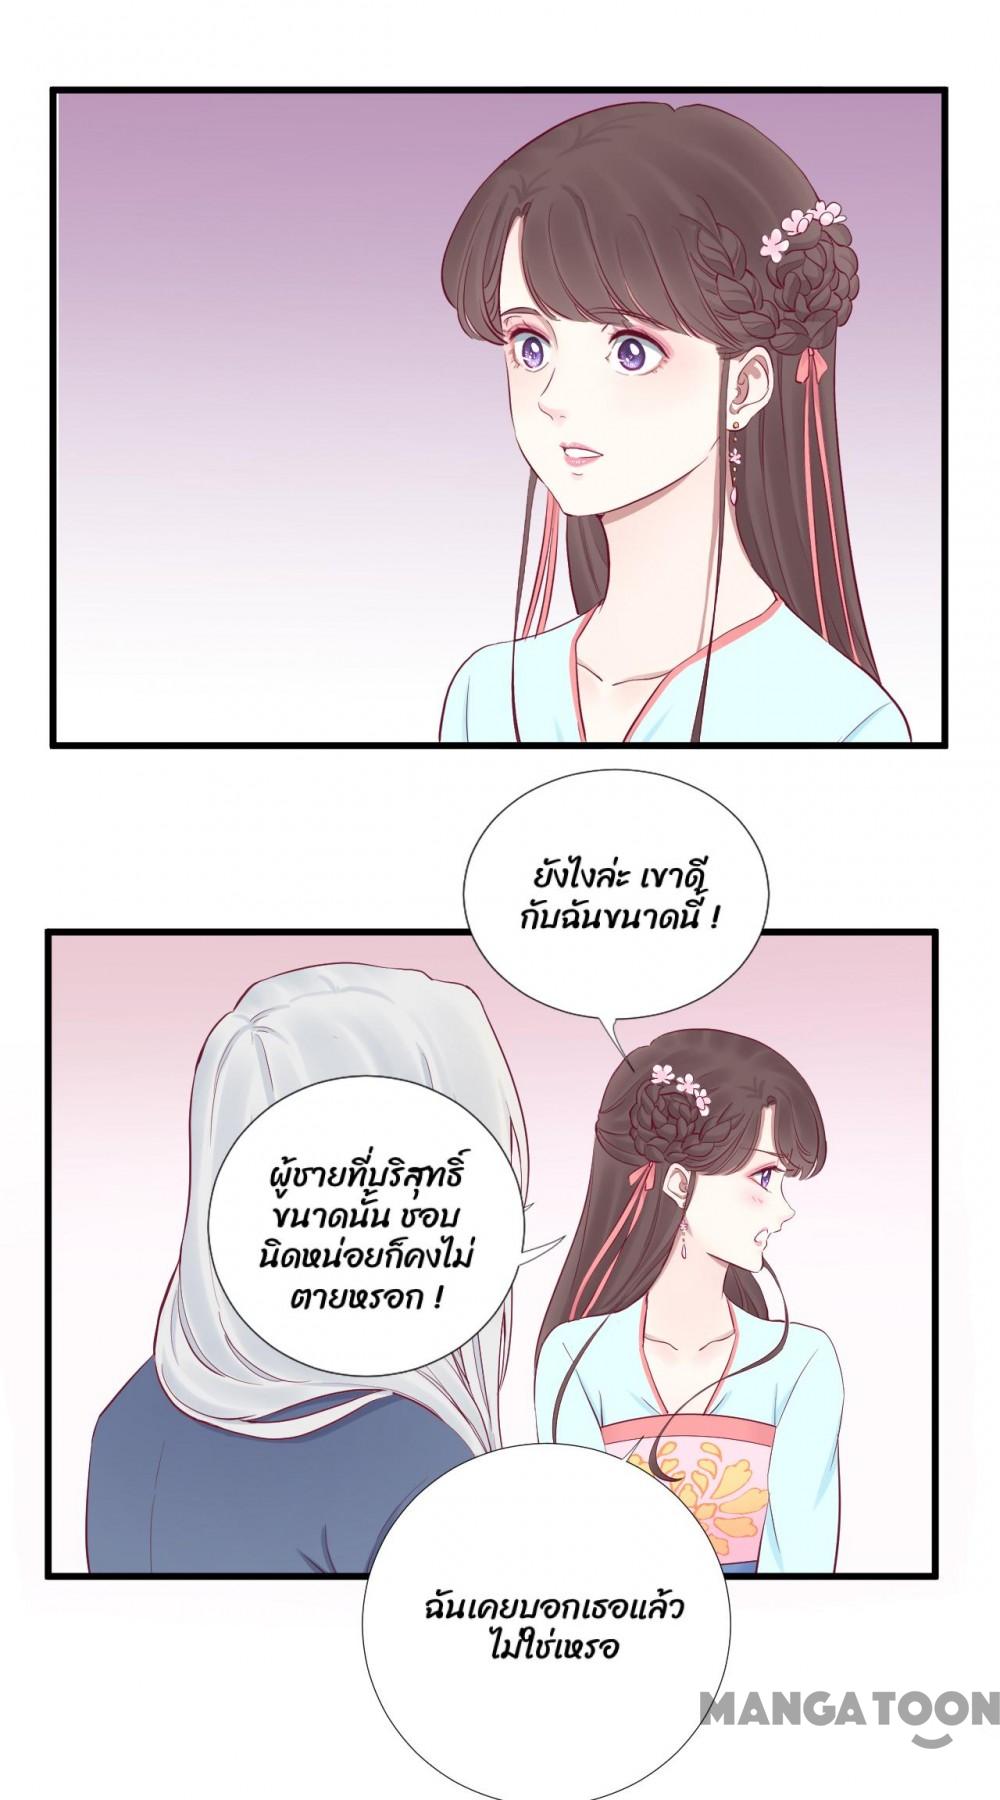 ยังไงล่ะ เขาดี
กับฉันขนาดนี้ !
ผู้ชายที่บริสุทธิ์
ขนาดนั้น ชอบ
นิดหน่อยก็คงไม่
ตายหรอก !
ฉันเคยบอกเธอแล้ว
ไม่ใช่เหรอ
MANGATOON